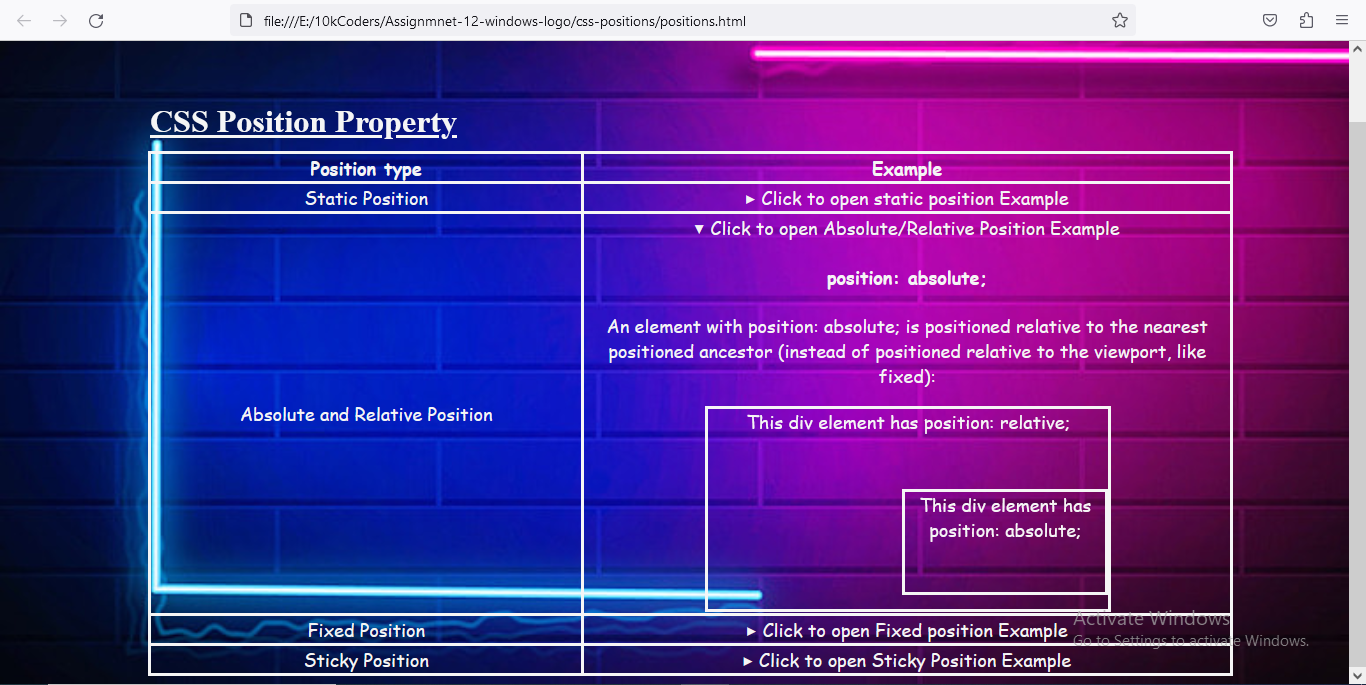 file:///E:/10kCoders/Assignmnet-12-windows-logo/css-positions/positions.html
CSS Position Property
Position type
Example
Static Position
▸ Click to open static position Example
Absolute and Relative Position
▾ Click to open Absolute/Relative Position Example
position: absolute;
An element with position: absolute; is positioned relative to the nearest
positioned ancestor (instead of positioned relative to the viewport, like
fixed):
This div element has position: relative;
This div element has
position: absolute;
Fixed Position
▸ Click to open Fixed position Example
Sticky Position
▸ Click to open Sticky Position Example
Activate Windows
Go to Settings to activate Windows.